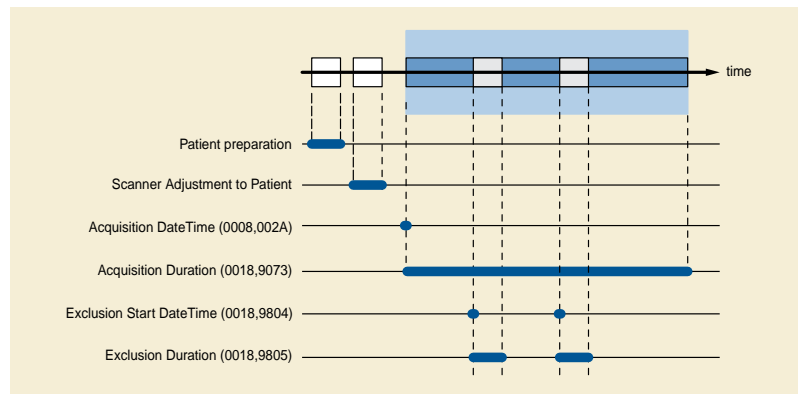 time
Patient preparation
Scanner Adjustment to Patient
Acquisition DateTime (0008,002A)
Acquisition Duration (0018,9073)
Exclusion Start DateTime (0018,9804)
Exclusion Duration (0018,9805)